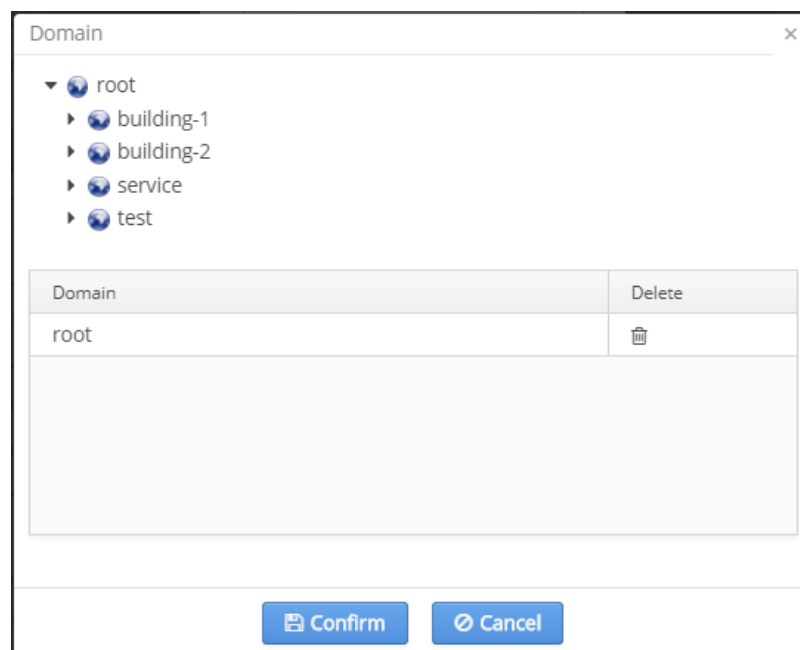 Domain
root
building-1
building-2
service
test
Domain Delete
root
Confirm Cancel